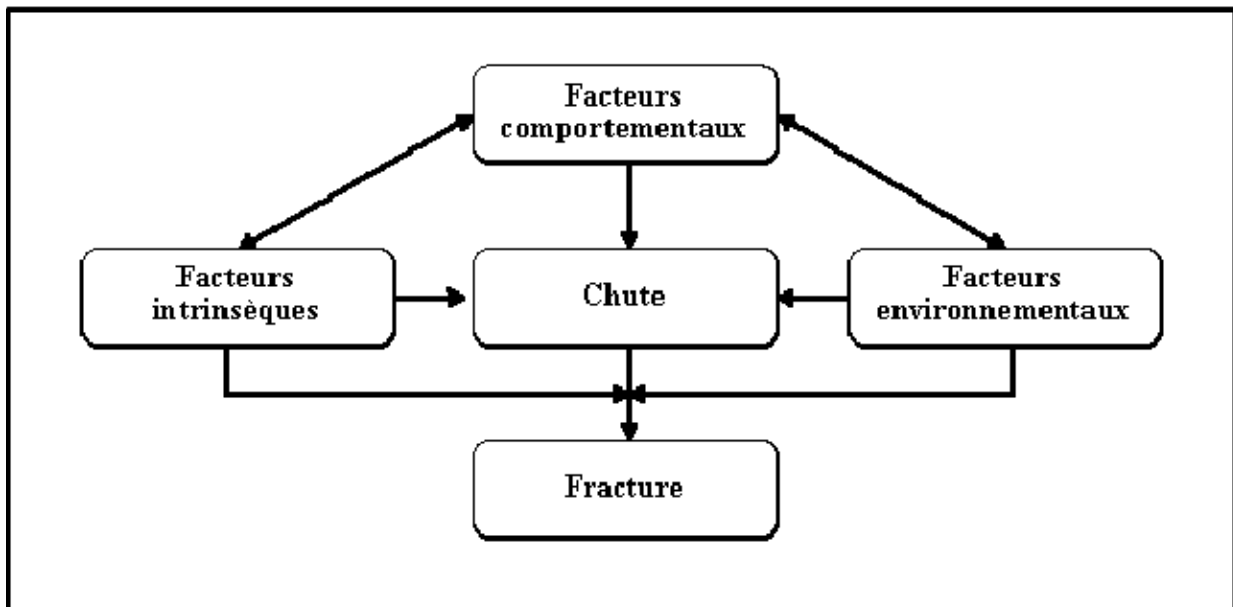 Facteurs
comportementaux
Facteurs
intrinsèques
Chute
Facteurs
environnementaux
Fracture